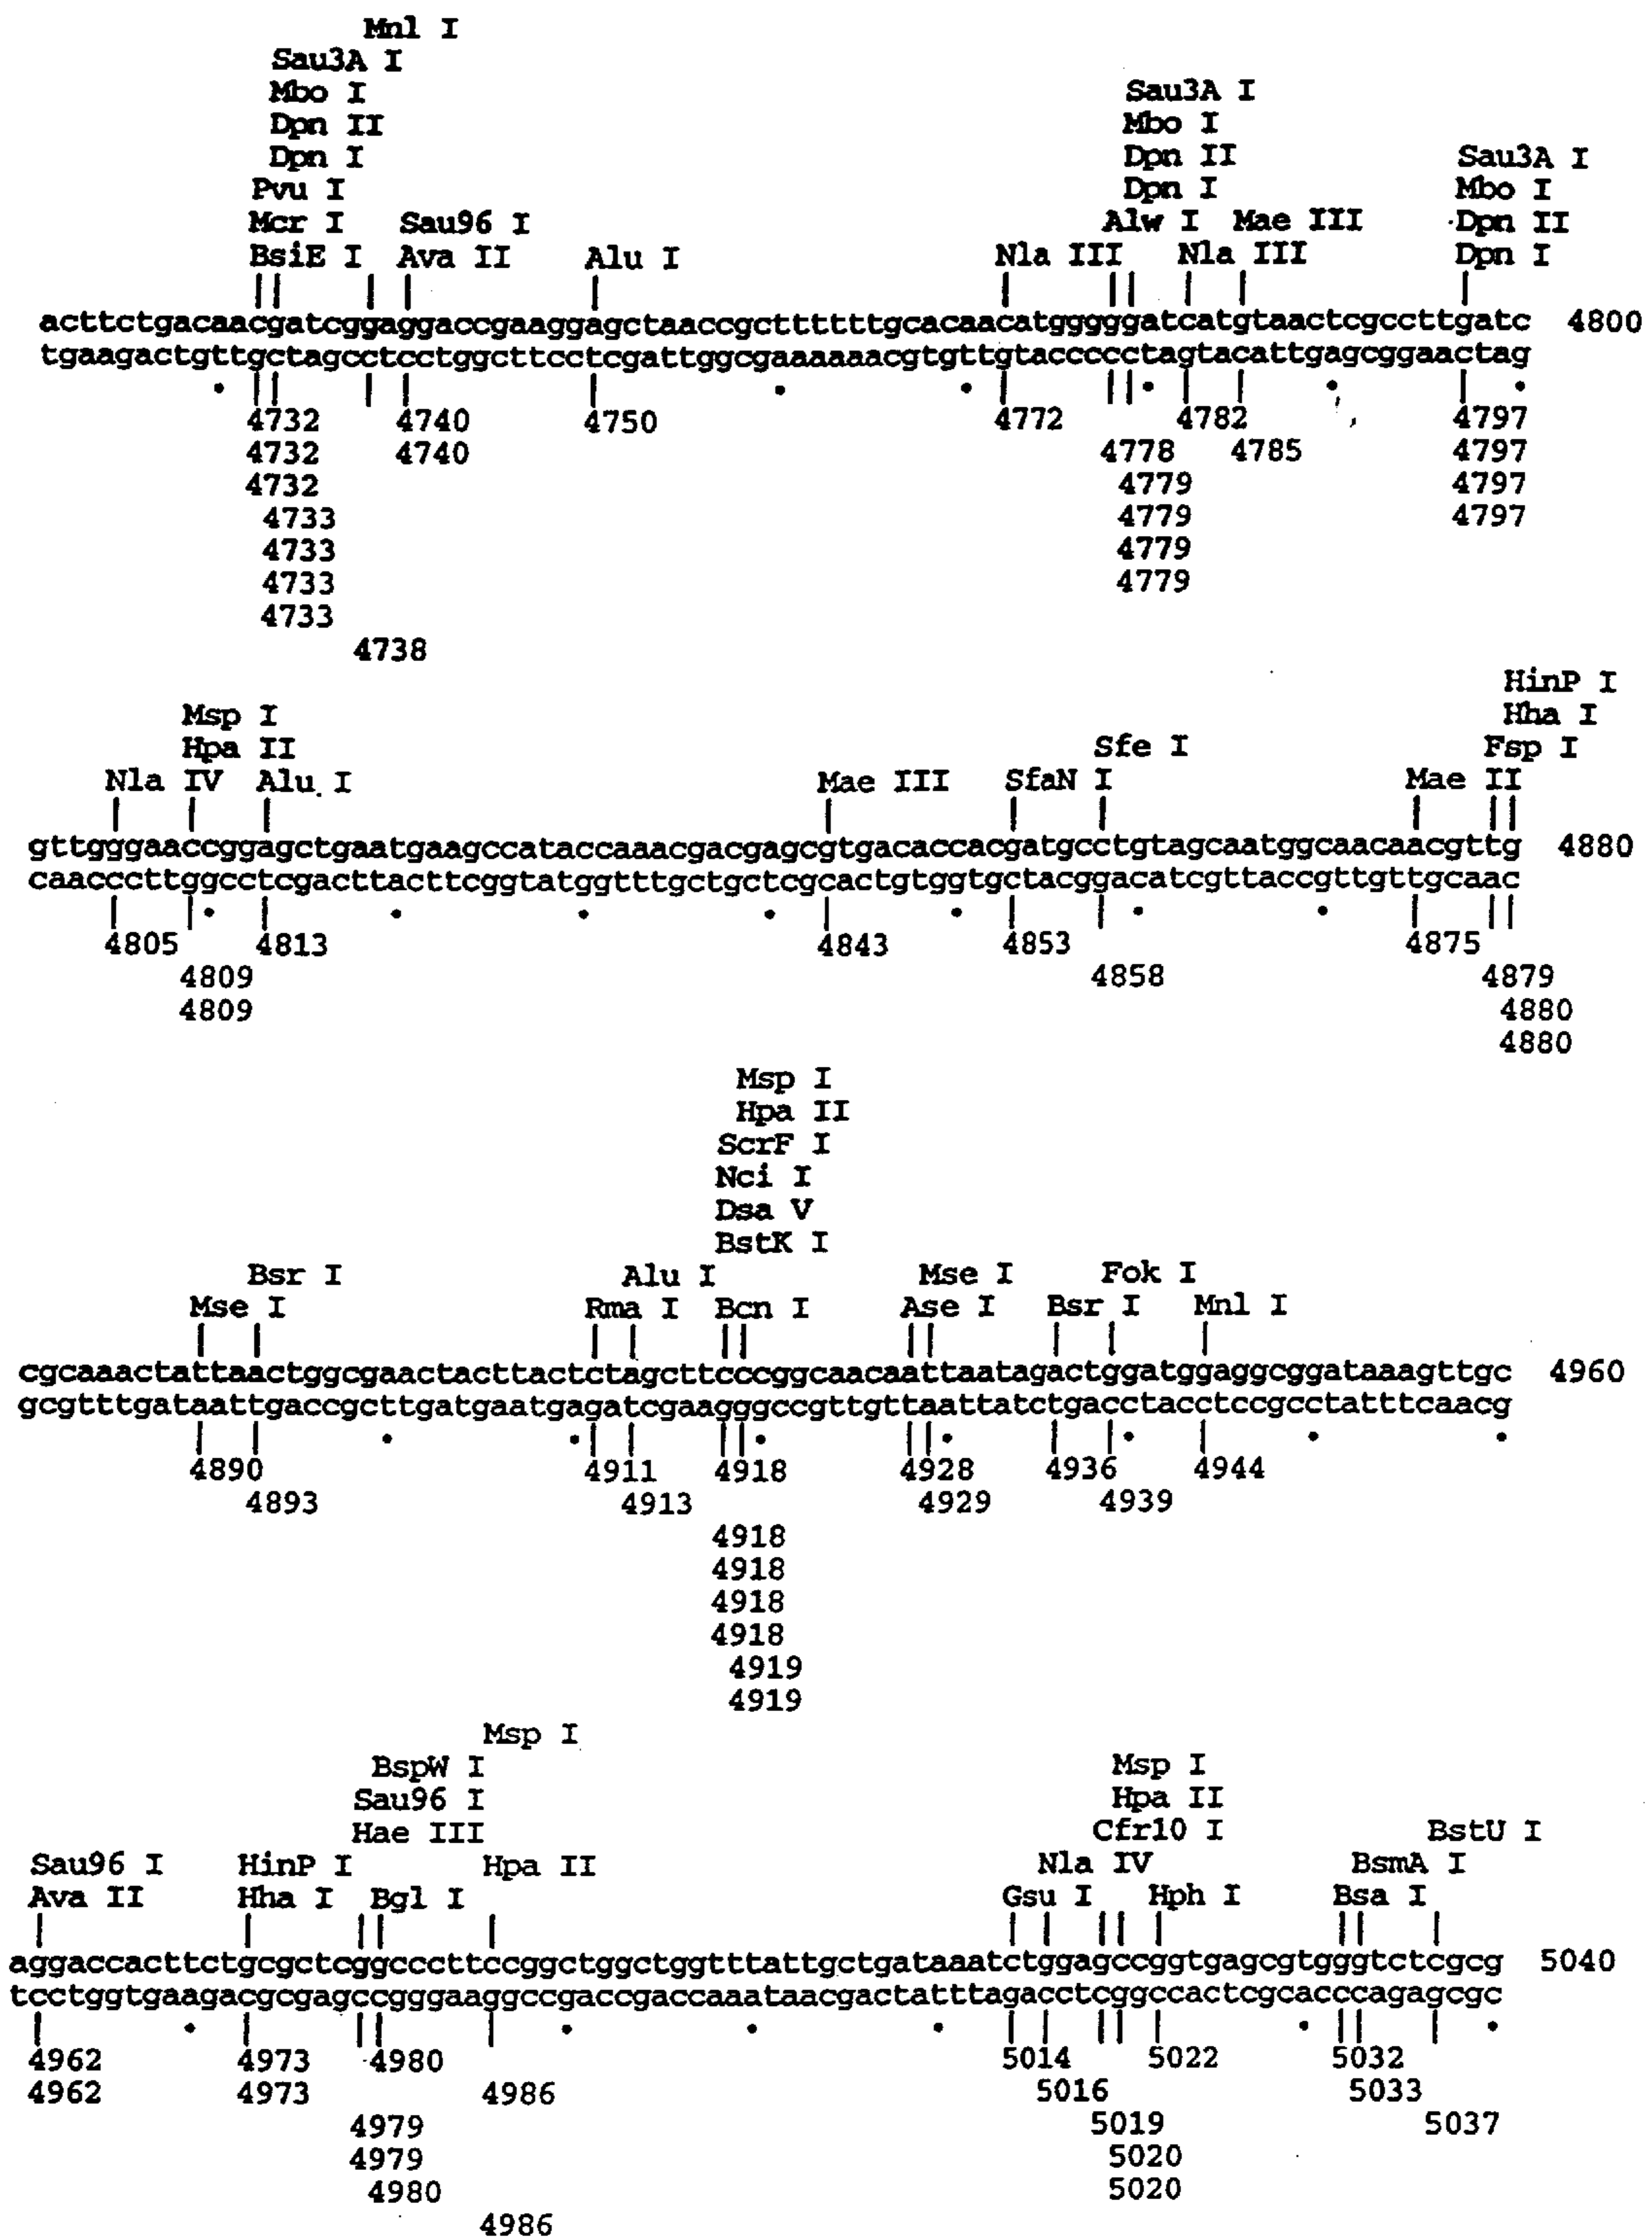 Mnl I
Sau3A I
Mbo I
Sau3A I
Dpn II
Mbo I
Dpn I
Dpn II
Sau3A I
Pvu I
Dpn I
Mbo I
Mcr I
Sau96 I
Alw I
Mae III
Dpn II
BsiE I
Ava II
Alu I
Nla III
Nla III
Dpn I
acttctgacaacgatcggaggaccgaaggagctaaccgcttttttgcacaacatgggggatcatgtaactcgccttgatc 4800
tgaagactgttgctagcctcctggcttcctcgattggcgaaaaaacgtgttgtaccccctagtacattgagcggaactag
4732 4740 4750 4772 4782 4797
4732 4740 4778 4785 4797
4732 4779 4797
4733 4779 4797
4733 4779
4733 4779
4733
4738
HinP I
Msp I
Hha I
Hpa II
Sfe I
Fsp I
Nla IV
Alu I
Mae III
SfaN I
Mae II
gttgggaaccggagctgaatgaagccataccaaacgacgagcgtgacaccacgatgcctgtagcaatggcaacaacgttg 4880
caacccttggcctcgacttacttcggtatggtttgctgctcgcactgtggtgctacggacatcgttaccgttgttgcaac
4805 4813 4843 4853 4875
4809 4858 4879
4809 4880
4880
Msp I
Hpa II
ScrF I
Nci I
Dsa V
BstK I
Bsr I
Alu I
Mse I
Fok I
Mse I
Rma I
Bcn I
Ase I
Bsr I
Mnl I
cgcaaactattaactggcgaactacttactctagcttcccggcaacaattaatagactggatggaggcggataaagttgc 4960
gcgtttgataattgaccgcttgatgaatgagatcgaagggccgttgttaattatctgacctacctccgcctatttcaacg
4890 4911 4918 4928 4936 4944
4893 4913 4929 4939
4918
4918
4918
4918
4919
4919
Msp I
BspW I
Msp I
Sau96 I
Hpa II
Hae III
Cfr10 I
BstU I
Sau96 I
HinP I
Hpa II
Nla IV
BsmA I
Ava II
Hha I
Bgl I
Gsu I
Hph I
Bsa I
aggaccacttctgcgctcggcccttccggctggctggtttattgctgataaatctggagccggtgagcgtgggtctcgcg 5040
tcctggtgaagacgcgagccgggaaggccgaccgaccaaataacgactatttagacctcggccactcgcacccagagcgc
4962 4973 4980 5014 5022 5032
4962 4973 4986 5016 5033
4979 5019 5037
4979 5020
4980 5020
4986